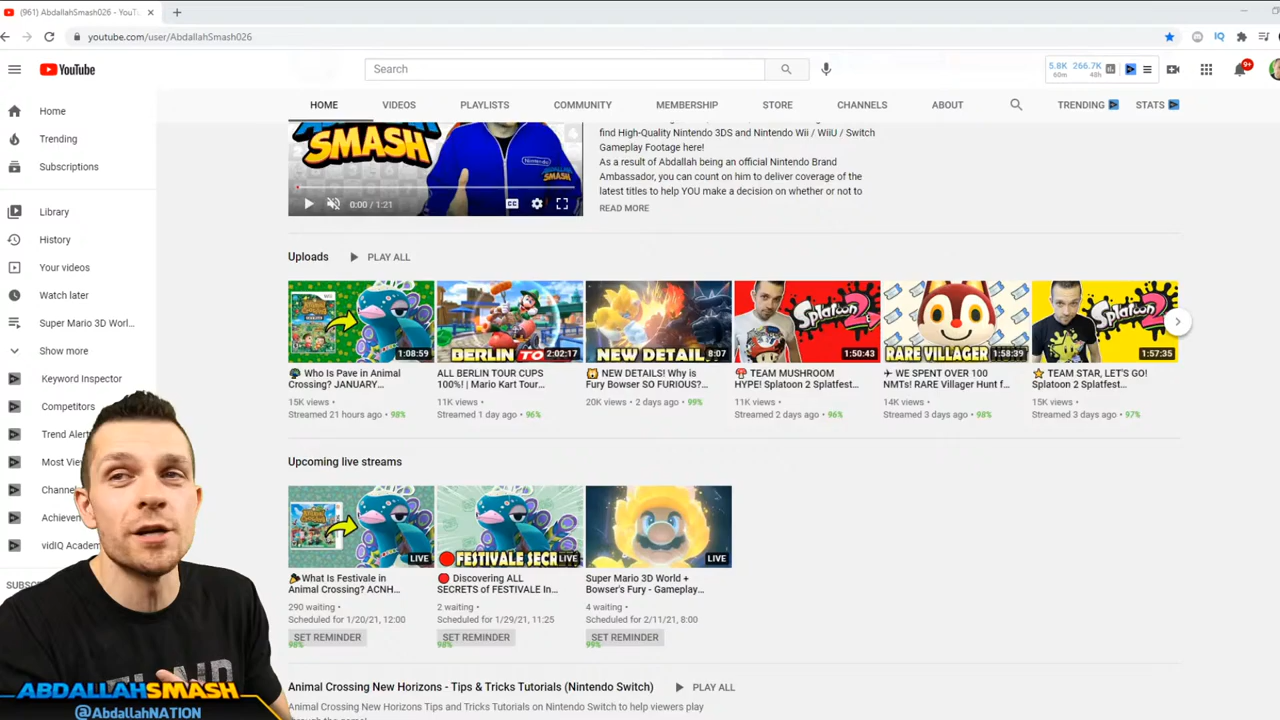 (961) AbdallahSmash026 - YouTu
youtube.com/user/AbdallahSmash026
YouTube
Search
5.8K 266.7K
60m 48h
9+
HOME VIDEOS PLAYLISTS COMMUNITY MEMBERSHIP STORE CHANNELS ABOUT TRENDING STATS
Home
Trending
Subscriptions
Library
History
Your videos
Watch later
Super Mario 3D Worl...
Show more
Keyword Inspector
Competitors
Trend Alert
Most Vie
Channel
Achievem
vidIQ Academ
SUBSC
SMASH
Nintendo
SMASH
0:00 / 1:21
find High-Quality Nintendo 3DS and Nintendo Wii / WiiU / Switch
Gameplay Footage here!
As a result of Abdallah being an official Nintendo Brand
Ambassador, you can count on him to deliver coverage of the
latest titles to help YOU make a decision on whether or not to
READ MORE
Uploads PLAY ALL
1:08:59
BERLIN TO 2:02:17
NEW DETAIL 8:07
Splatoon 2 1:50:43
RARE VILLAGER 1:58:39
Splatoon 2 1:57:35
Who Is Pave in Animal
Crossing? JANUARY...
15K views •
Streamed 21 hours ago • 98%
ALL BERLIN TOUR CUPS
100%! | Mario Kart Tour...
11K views •
Streamed 1 day ago • 96%
NEW DETAILS! Why is
Fury Bowser SO FURIOUS?...
20K views • 2 days ago • 99%
TEAM MUSHROOM
HYPE! Splatoon 2 Splatfest...
11K views •
Streamed 2 days ago • 96%
WE SPENT OVER 100
NMTs! RARE Villager Hunt f...
14K views •
Streamed 3 days ago • 98%
TEAM STAR, LET'S GO!
Splatoon 2 Splatfest...
15K views •
Streamed 3 days ago • 97%
Upcoming live streams
LIVE
FESTIVALE SECR LIVE
LIVE
What Is Festivale in
Animal Crossing? ACNH...
290 waiting •
Scheduled for 1/20/21, 12:00
SET REMINDER
98%
Discovering ALL
SECRETS of FESTIVALE In...
2 waiting •
Scheduled for 1/29/21, 11:25
SET REMINDER
98%
Super Mario 3D World +
Bowser's Fury - Gameplay...
4 waiting •
Scheduled for 2/11/21, 8:00
SET REMINDER
99%
Animal Crossing New Horizons - Tips & Tricks Tutorials (Nintendo Switch) PLAY ALL
Animal Crossing New Horizons Tips and Tricks Tutorials on Nintendo Switch to help viewers play
ABDALLAHSMASH
@AbdallahNATION